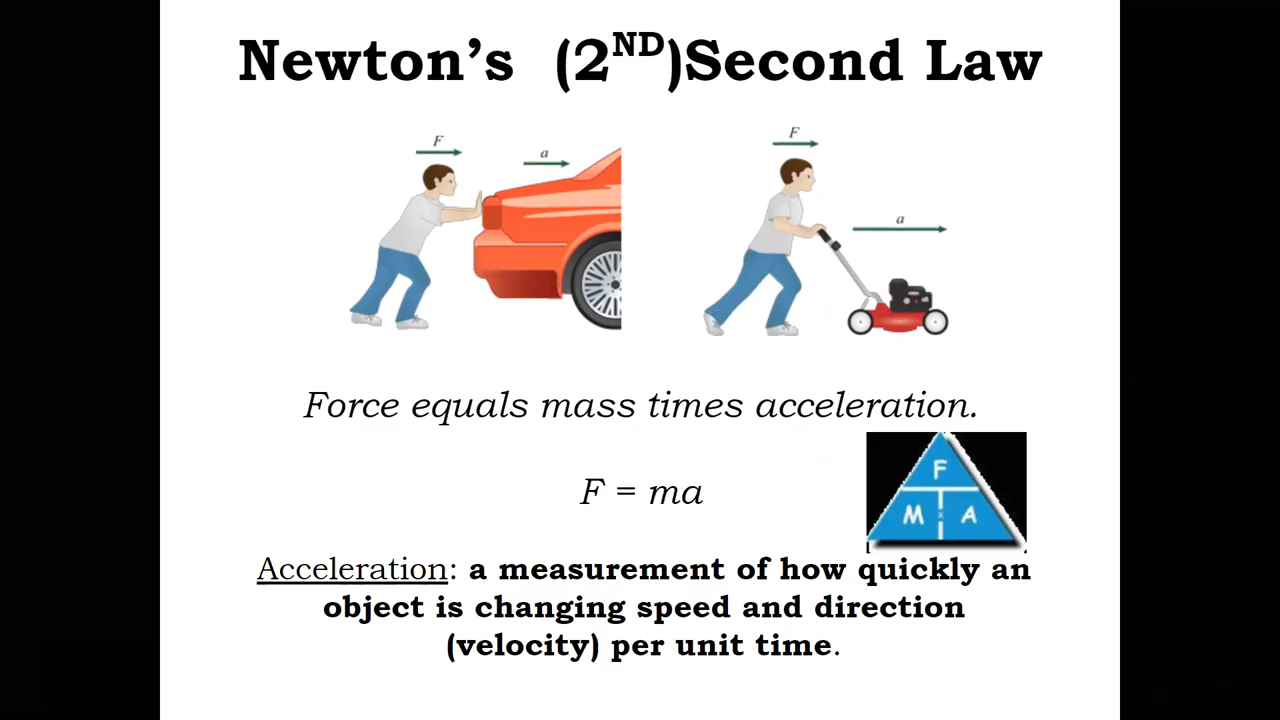 Newton's (2ND)Second Law
F
a
F
a
Force equals mass times acceleration.
F = ma
F
M x A
Acceleration: a measurement of how quickly an
object is changing speed and direction
(velocity) per unit time.